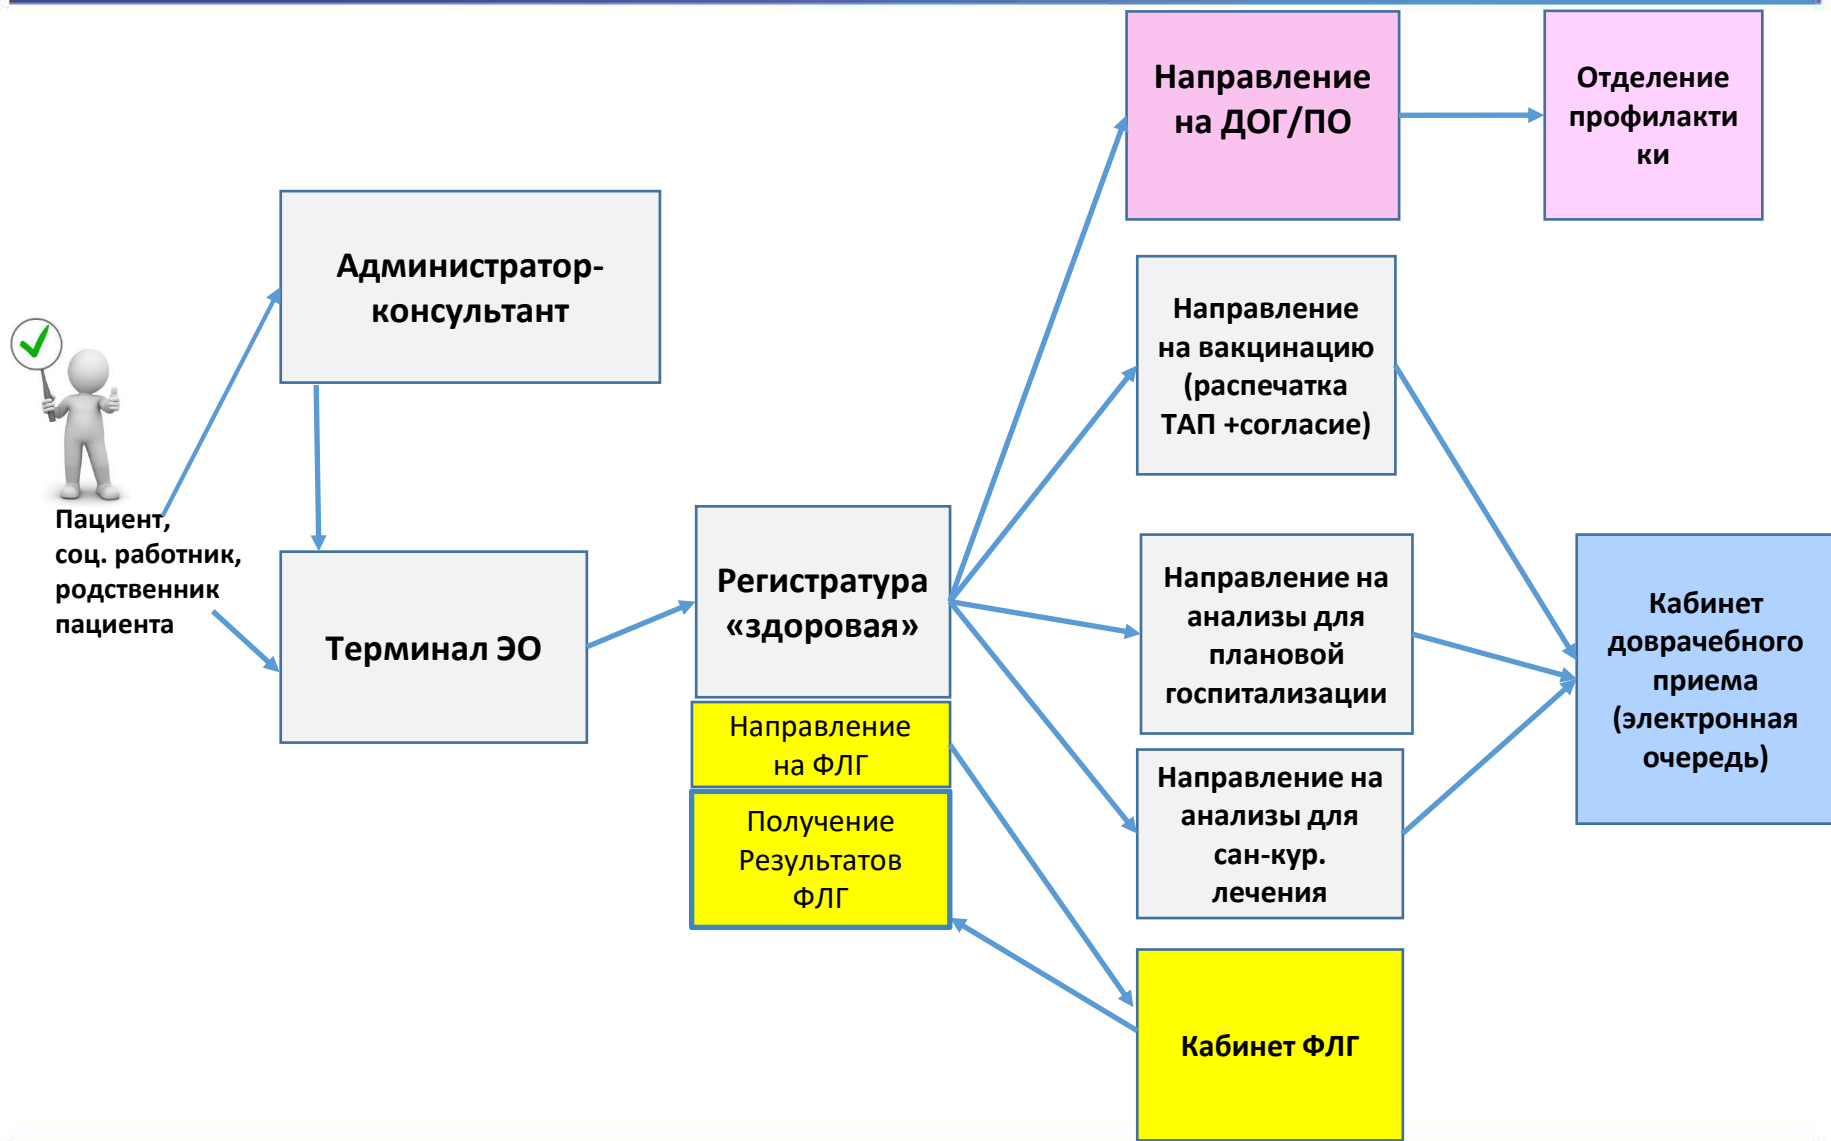 Пациент,
соц. работник,
родственник
пациента
Администратор-
консультант
Терминал ЭО
Регистратура
«здоровая»
Направление
на ФЛГ
Получение
Результатов
ФЛГ
Направление
на ДОГ/ПО
Отделение
профилакти
ки
Направление
на вакцинацию
(распечатка
ТАП +согласие)
Направление на
анализы для
плановой
госпитализации
Направление на
анализы для
сан-кур.
лечения
Кабинет
доврачебного
приема
(электронная
очередь)
Кабинет ФЛГ